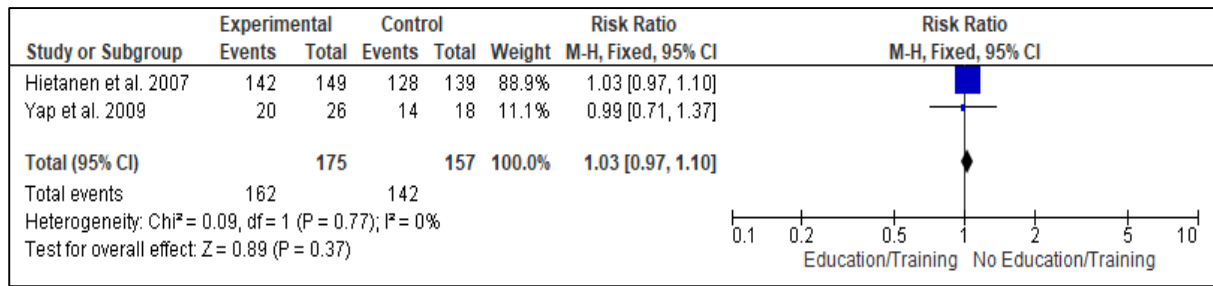 Experimental Control Risk Ratio Risk Ratio
Study or Subgroup Events Total Events Total Weight M-H, Fixed, 95% CI M-H, Fixed, 95% CI
Hietanen et al. 2007 142 149 128 139 88.9% 1.03 [0.97, 1.10]
Yap et al. 2009 20 26 14 18 11.1% 0.99 [0.71, 1.37]
Total (95% CI) 175 157 100.0% 1.03 [0.97, 1.10]
Total events 162 142
Heterogeneity: Chi² = 0.09, df = 1 (P = 0.77); I² = 0%
Test for overall effect: Z = 0.89 (P = 0.37)
0.1 0.2 0.5 1 2 5 10
Education/Training No Education/Training